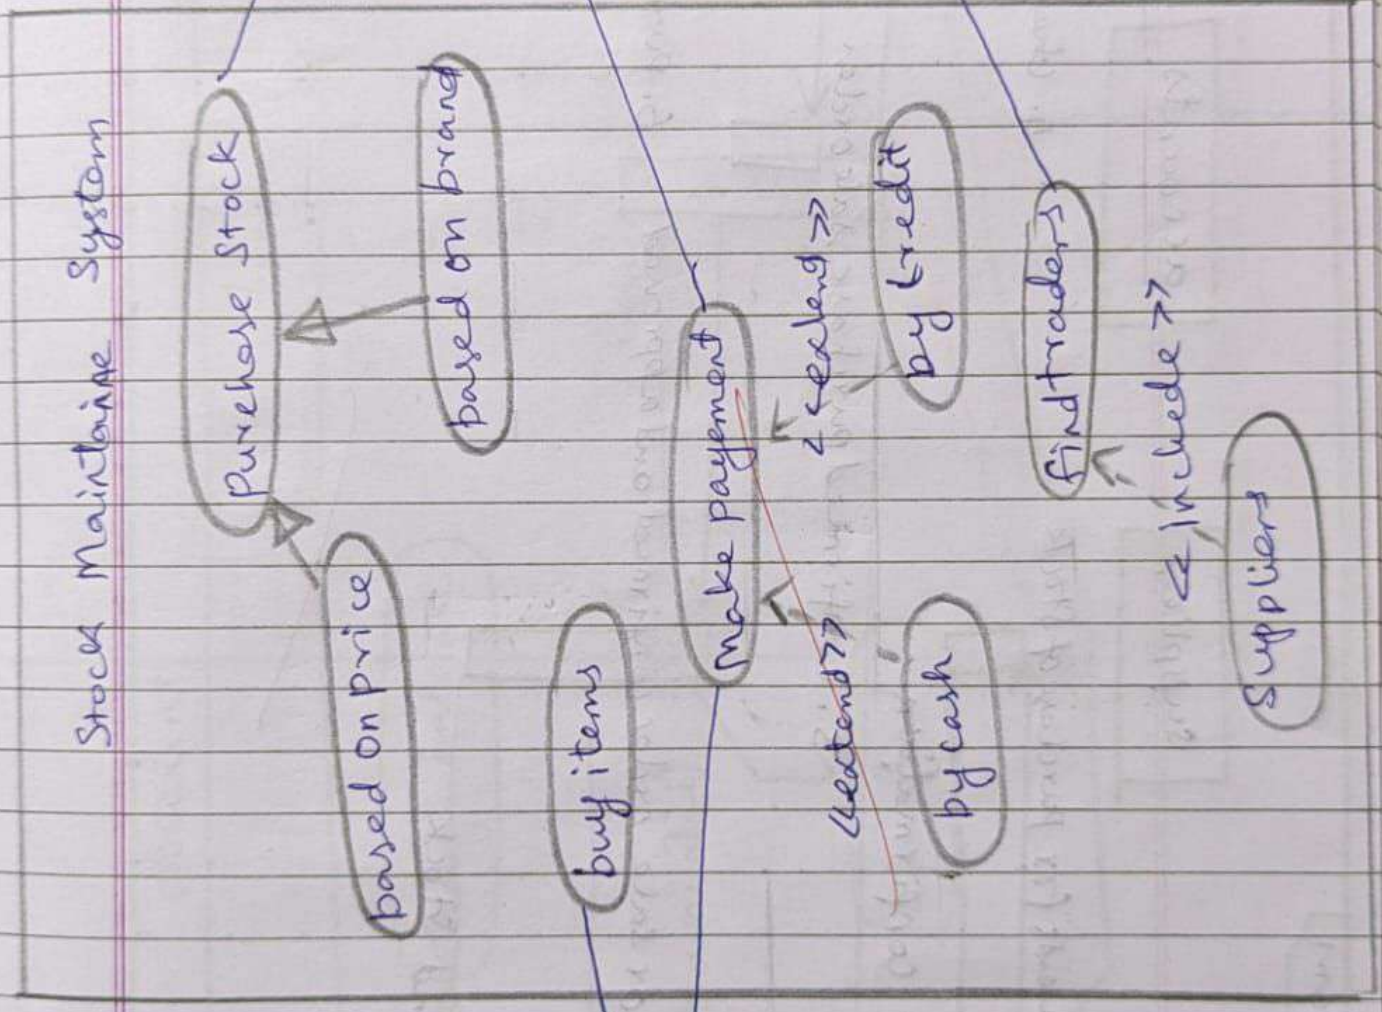 Stock Maintaine System
Purchase Stock
based on price
based on brand
buy items
Make payement
<<extend>>
<<extend>>
by cash
by credit
find traders
<<include>>
Suppliers